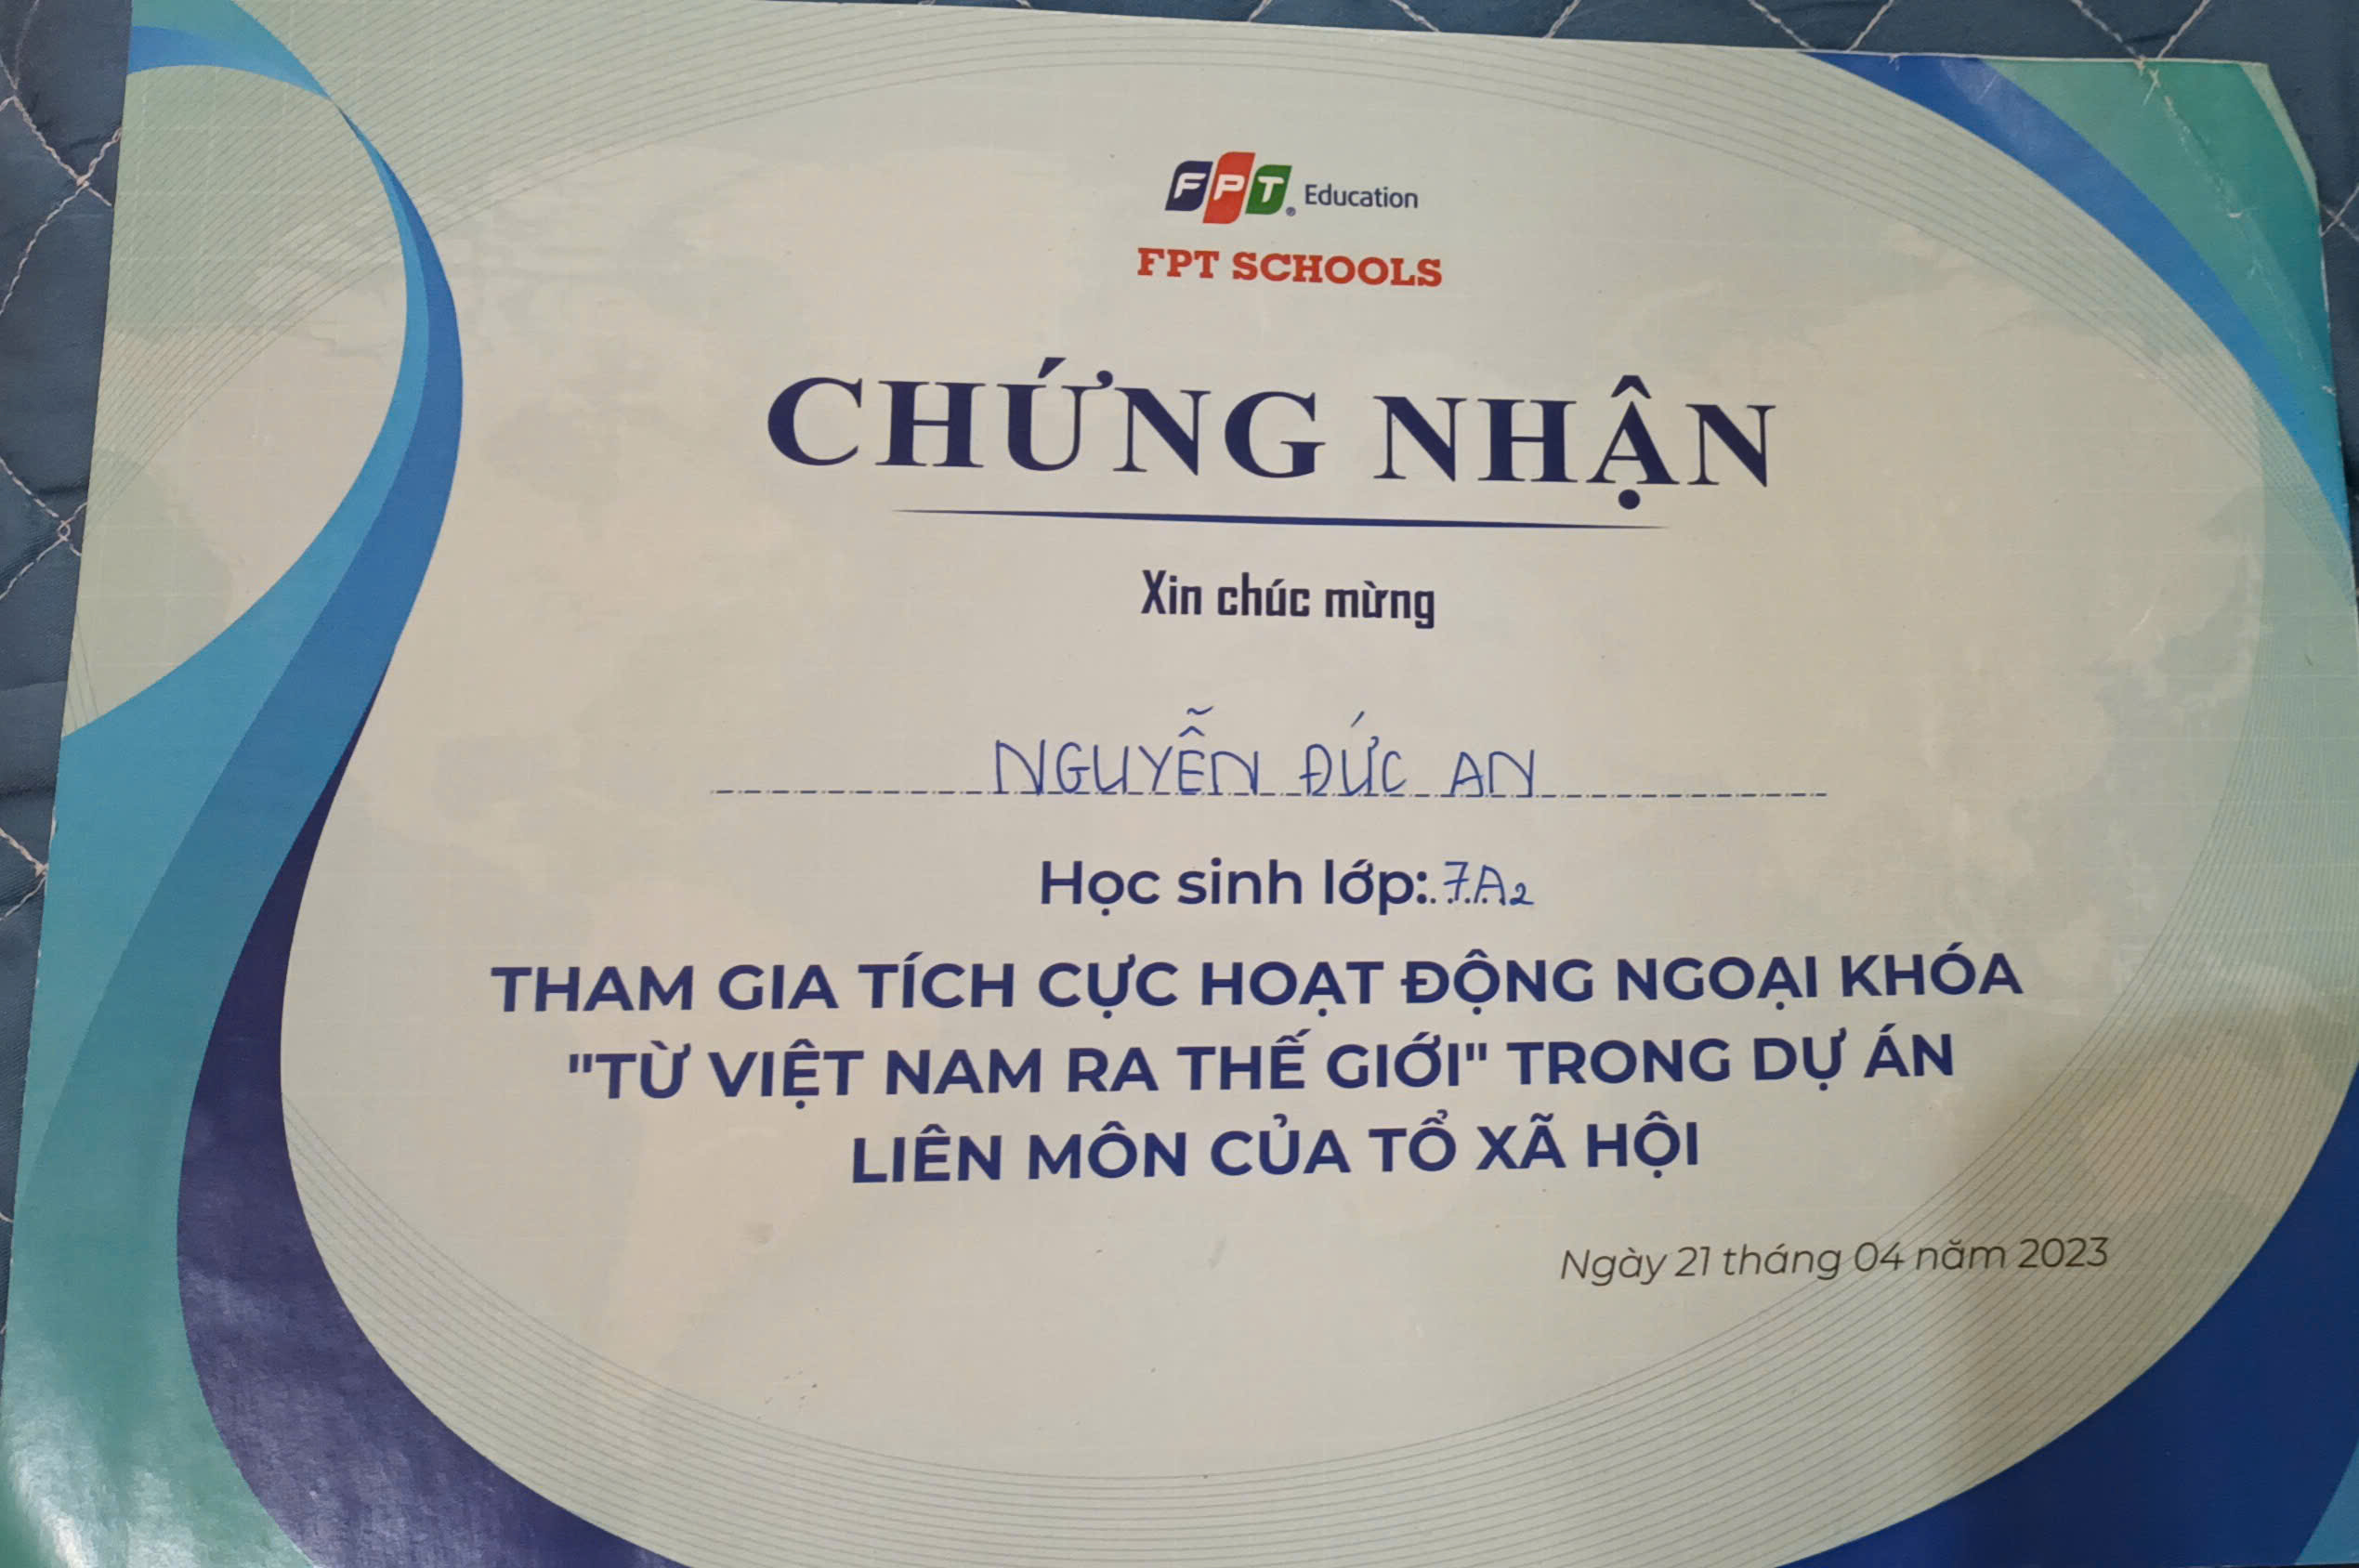 FPT Education
FPT SCHOOLS
CHỨNG NHẬN
Xin chúc mừng
NGUYỄN ĐỨC AN
Học sinh lớp: 7A2
THAM GIA TÍCH CỰC HOẠT ĐỘNG NGOẠI KHÓA
"TỪ VIỆT NAM RA THẾ GIỚI" TRONG DỰ ÁN
LIÊN MÔN CỦA TỔ XÃ HỘI
Ngày 21 tháng 04 năm 2023